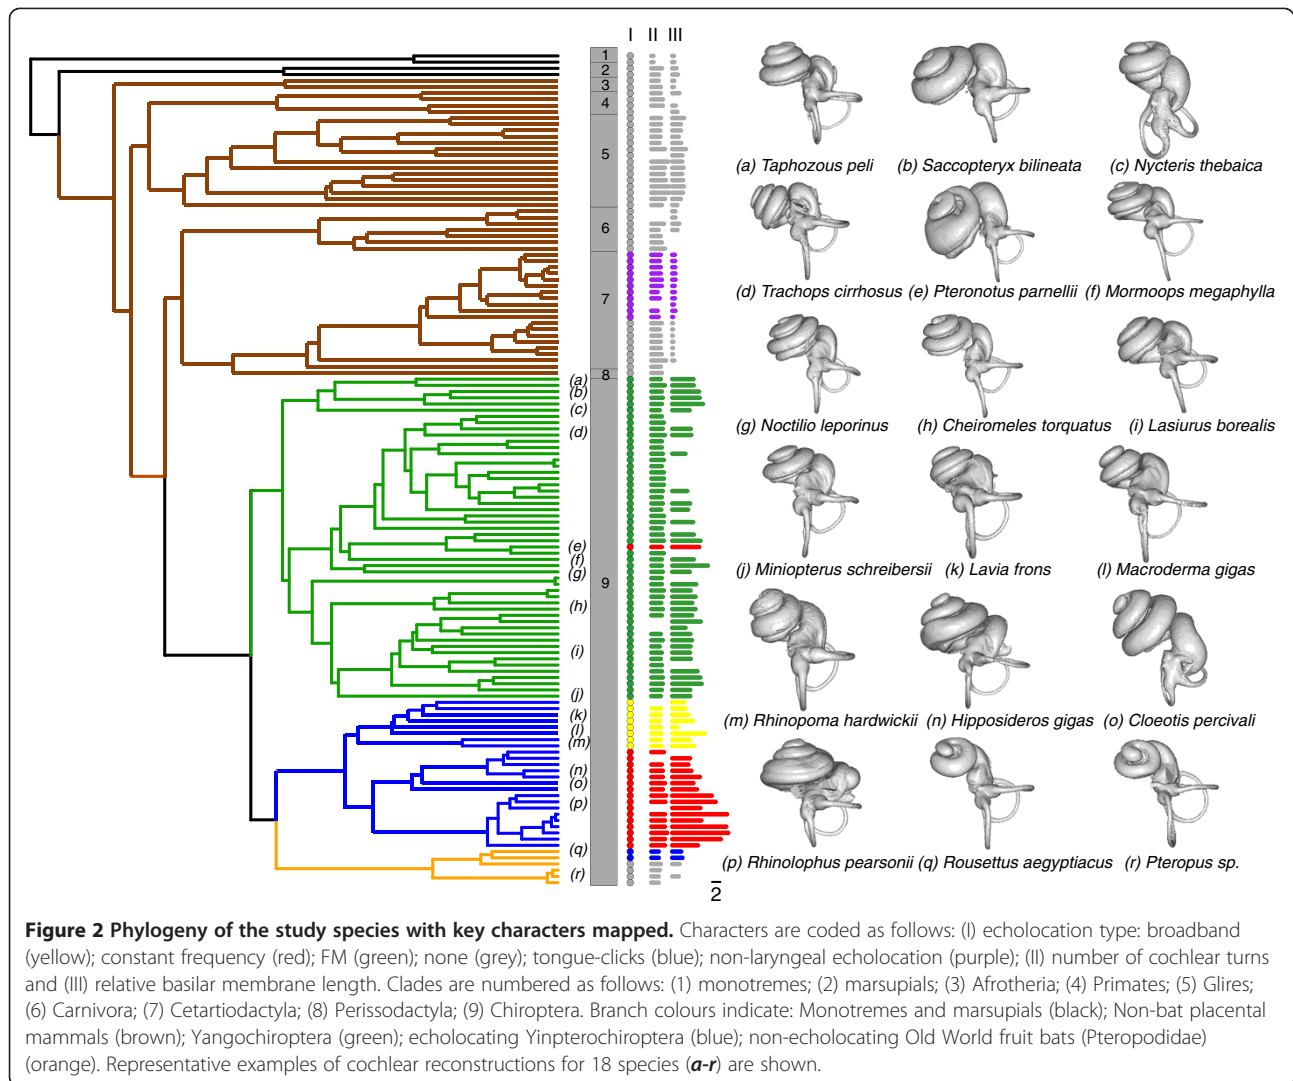 I II III
1
2
3
4
5
6
7
8
9
(a)
(b)
(c)
(d)
(e)
(f)
(g)
(h)
(i)
(j)
(k)
(l)
(m)
(n)
(o)
(p)
(q)
(r)
2
(a) Taphozous peli (b) Saccopteryx bilineata (c) Nycteris thebaica
(d) Trachops cirrhosus (e) Pteronotus parnellii (f) Mormoops megaphylla
(g) Noctilio leporinus (h) Cheiromeles torquatus (i) Lasiurus borealis
(j) Miniopterus schreibersii (k) Lavia frons (l) Macroderma gigas
(m) Rhinopoma hardwickii (n) Hipposideros gigas (o) Cloeotis percivali
(p) Rhinolophus pearsonii (q) Rousettus aegyptiacus (r) Pteropus sp.
Figure 2 Phylogeny of the study species with key characters mapped. Characters are coded as follows: (I) echolocation type: broadband
(yellow); constant frequency (red); FM (green); none (grey); tongue-clicks (blue); non-laryngeal echolocation (purple); (II) number of cochlear turns
and (III) relative basilar membrane length. Clades are numbered as follows: (1) monotremes; (2) marsupials; (3) Afrotheria; (4) Primates; (5) Glires;
(6) Carnivora; (7) Cetartiodactyla; (8) Perissodactyla; (9) Chiroptera. Branch colours indicate: Monotremes and marsupials (black); Non-bat placental
mammals (brown); Yangochiroptera (green); echolocating Yinpterochiroptera (blue); non-echolocating Old World fruit bats (Pteropodidae)
(orange). Representative examples of cochlear reconstructions for 18 species (a-r) are shown.